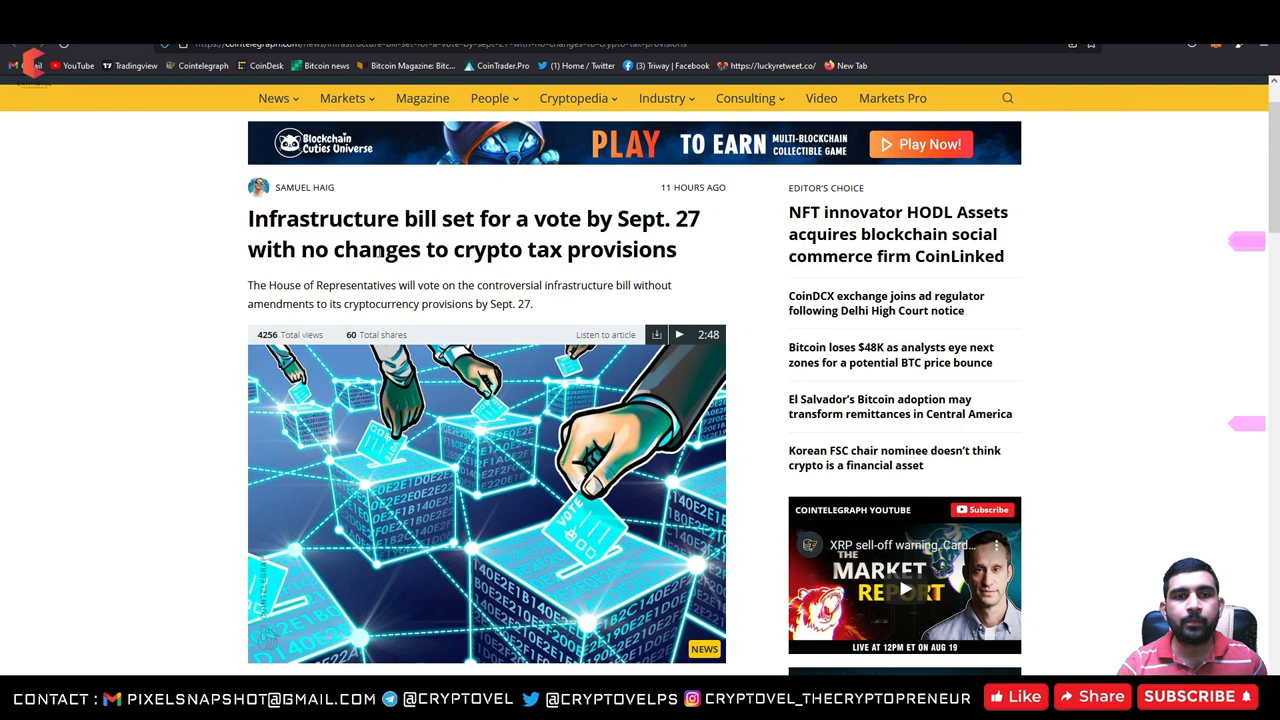 https://cointelegraph.com/news/infrastructure-bill-set-for-a-vote-by-sept-27-with-no-changes-to-crypto-tax-provisions
YouTube
Tradingview
Cointelegraph
CoinDesk
Bitcoin news
Bitcoin Magazine: Bitc...
CoinTrader.Pro
(1) Home / Twitter
(3) Triway | Facebook
https://luckyretweet.co/
New Tab
News
Markets
Magazine
People
Cryptopedia
Industry
Consulting
Video
Markets Pro
Blockchain
Cuties Universe
PLAY TO EARN
MULTI-BLOCKCHAIN
COLLECTIBLE GAME
Play Now!
SAMUEL HAIG
11 HOURS AGO
Infrastructure bill set for a vote by Sept. 27
with no changes to crypto tax provisions
The House of Representatives will vote on the controversial infrastructure bill without
amendments to its cryptocurrency provisions by Sept. 27.
4256 Total views
60 Total shares
Listen to article
2:48
VOTE
NEWS
EDITOR'S CHOICE
NFT innovator HODL Assets
acquires blockchain social
commerce firm CoinLinked
CoinDCX exchange joins ad regulator
following Delhi High Court notice
Bitcoin loses $48K as analysts eye next
zones for a potential BTC price bounce
El Salvador's Bitcoin adoption may
transform remittances in Central America
Korean FSC chair nominee doesn't think
crypto is a financial asset
COINTELEGRAPH YOUTUBE
Subscribe
XRP sell-off warning, Card...
THE
MARKET
REPORT
LIVE AT 12PM ET ON AUG 19
CONTACT : PIXELSNAPSHOT@GMAIL.COM @CRYPTOVEL @CRYPTOVELPS CRYPTOVEL_THECRYPTOPRENEUR
Like
Share
SUBSCRIBE